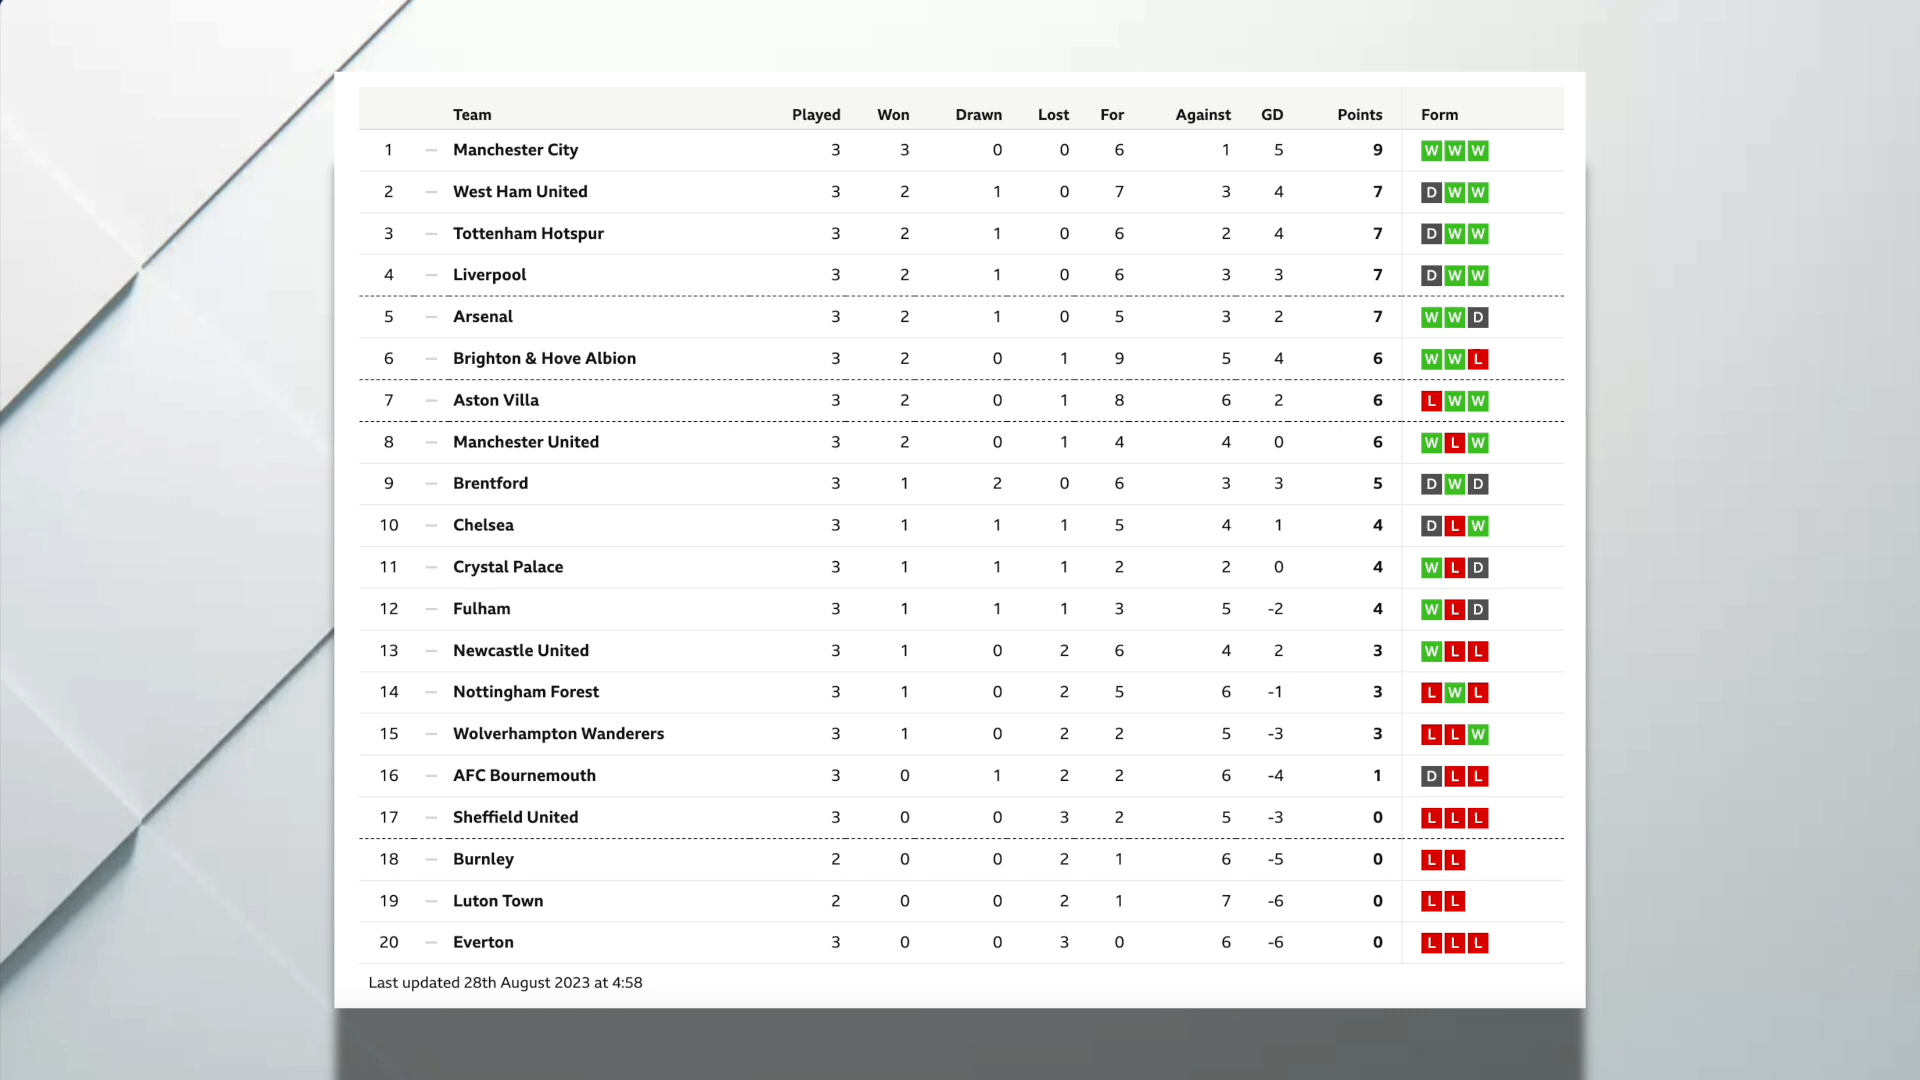 Team Played Won Drawn Lost For Against GD Points Form
1 – Manchester City 3 3 0 0 6 1 5 9 W W W
2 – West Ham United 3 2 1 0 7 3 4 7 D W W
3 – Tottenham Hotspur 3 2 1 0 6 2 4 7 D W W
4 – Liverpool 3 2 1 0 6 3 3 7 D W W
5 – Arsenal 3 2 1 0 5 3 2 7 W W D
6 – Brighton & Hove Albion 3 2 0 1 9 5 4 6 W W L
7 – Aston Villa 3 2 0 1 8 6 2 6 L W W
8 – Manchester United 3 2 0 1 4 4 0 6 W L W
9 – Brentford 3 1 2 0 6 3 3 5 D W D
10 – Chelsea 3 1 1 1 5 4 1 4 D L W
11 – Crystal Palace 3 1 1 1 2 2 0 4 W L D
12 – Fulham 3 1 1 1 3 5 -2 4 W L D
13 – Newcastle United 3 1 0 2 6 4 2 3 W L L
14 – Nottingham Forest 3 1 0 2 5 6 -1 3 L W L
15 – Wolverhampton Wanderers 3 1 0 2 2 5 -3 3 L L W
16 – AFC Bournemouth 3 0 1 2 2 6 -4 1 D L L
17 – Sheffield United 3 0 0 3 2 5 -3 0 L L L
18 – Burnley 2 0 0 2 1 6 -5 0 L L
19 – Luton Town 2 0 0 2 1 7 -6 0 L L
20 – Everton 3 0 0 3 0 6 -6 0 L L L
Last updated 28th August 2023 at 4:58